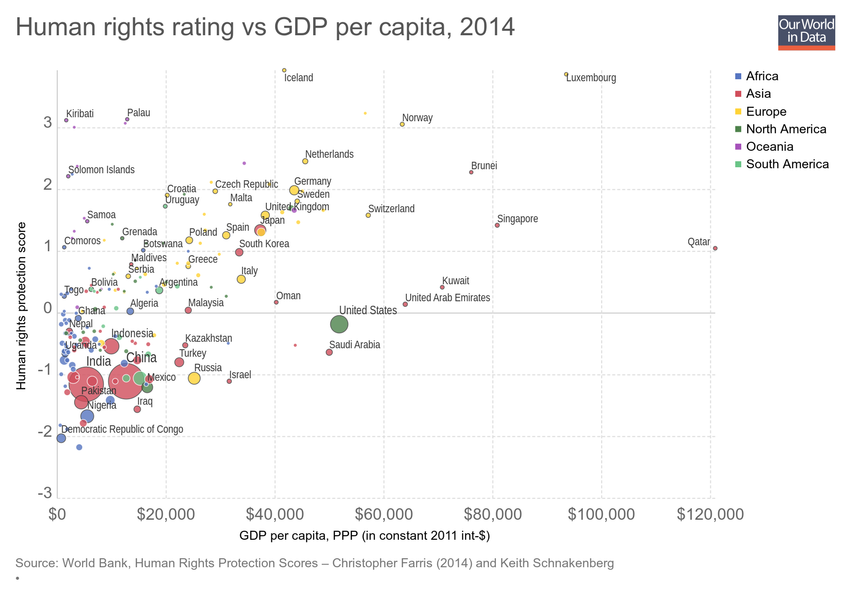 Human rights rating vs GDP per capita, 2014
Our World
in Data
Africa
Asia
Europe
North America
Oceania
South America
Human rights protection score
3
2
1
0
-1
-2
-3
Iceland
Luxembourg
Kiribati
Palau
Norway
Netherlands
Solomon Islands
Brunei
Czech Republic
Germany
Croatia
Uruguay
Malta
Sweden
United Kingdom
Switzerland
Samoa
Japan
Singapore
Grenada
Poland
Spain
Comoros
Botswana
South Korea
Qatar
Maldives
Greece
Serbia
Italy
Togo
Bolivia
Argentina
Kuwait
Oman
United Arab Emirates
Ghana
Algeria
Malaysia
United States
Nepal
Indonesia
Uganda
Kazakhstan
Saudi Arabia
India
China
Turkey
Russia
Israel
Mexico
Pakistan
Nigeria
Iraq
Democratic Republic of Congo
$0
$20,000
$40,000
$60,000
$80,000
$100,000
$120,000
GDP per capita, PPP (in constant 2011 int-$)
Source: World Bank, Human Rights Protection Scores – Christopher Farris (2014) and Keith Schnakenberg
•